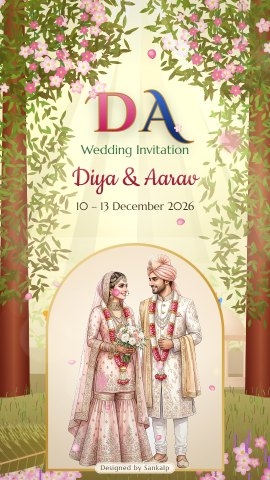 DA
Wedding Invitation
Diya & Aarav
10 – 13 December 2026
Designed by Sankalp